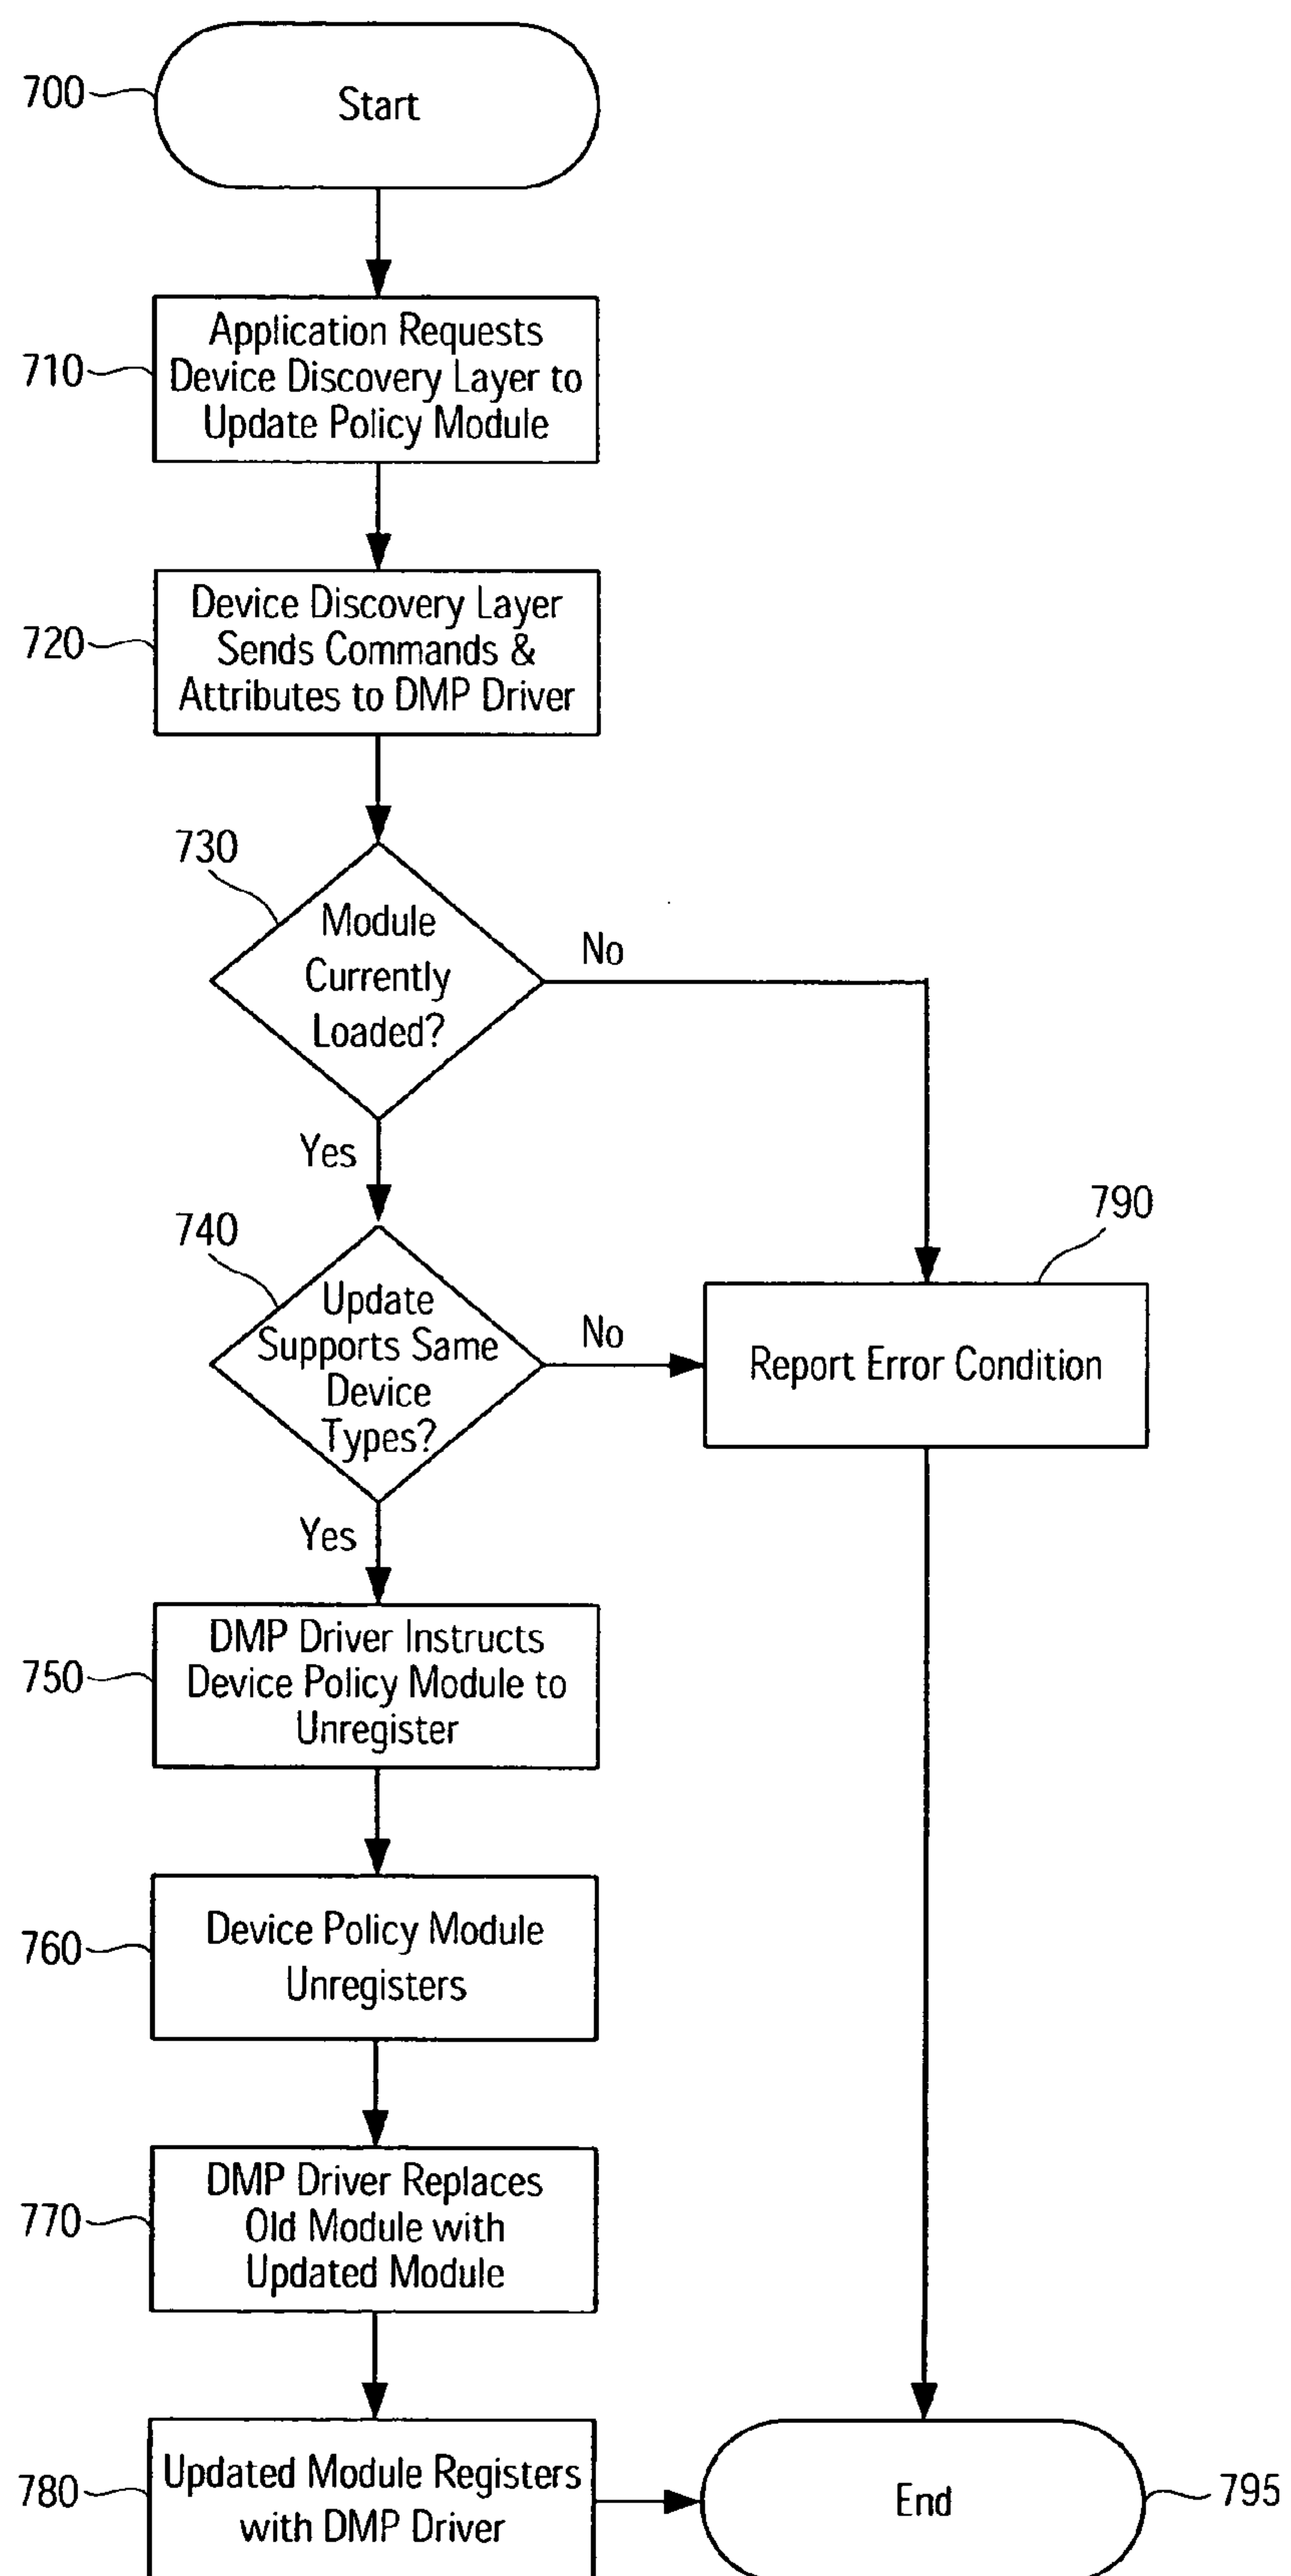 700
Start
710
Application Requests
Device Discovery Layer to
Update Policy Module
720
Device Discovery Layer
Sends Commands &
Attributes to DMP Driver
730
Module
Currently
Loaded?
No
Yes
740
Update
Supports Same
Device
Types?
No
790
Report Error Condition
Yes
750
DMP Driver Instructs
Device Policy Module to
Unregister
760
Device Policy Module
Unregisters
770
DMP Driver Replaces
Old Module with
Updated Module
780
Updated Module Registers
with DMP Driver
End
795